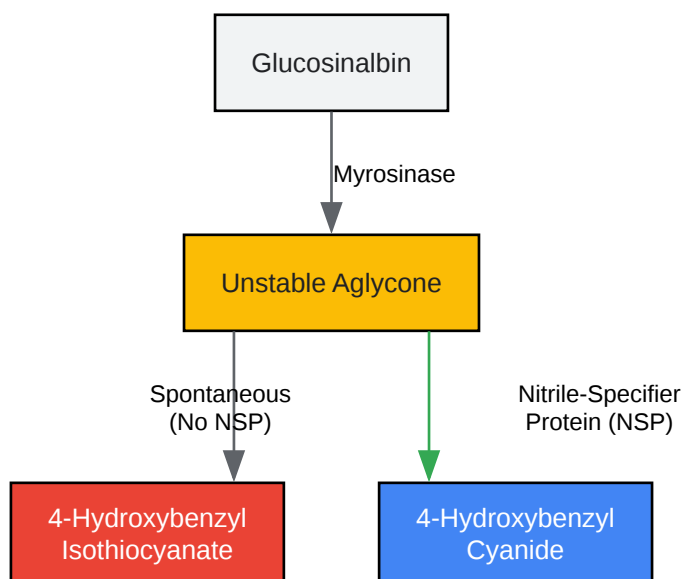 Glucosinalbin
Myrosinase
Unstable Aglycone
Spontaneous
(No NSP)
Nitrile-Specifier
Protein (NSP)
4-Hydroxybenzyl
Isothiocyanate
4-Hydroxybenzyl
Cyanide